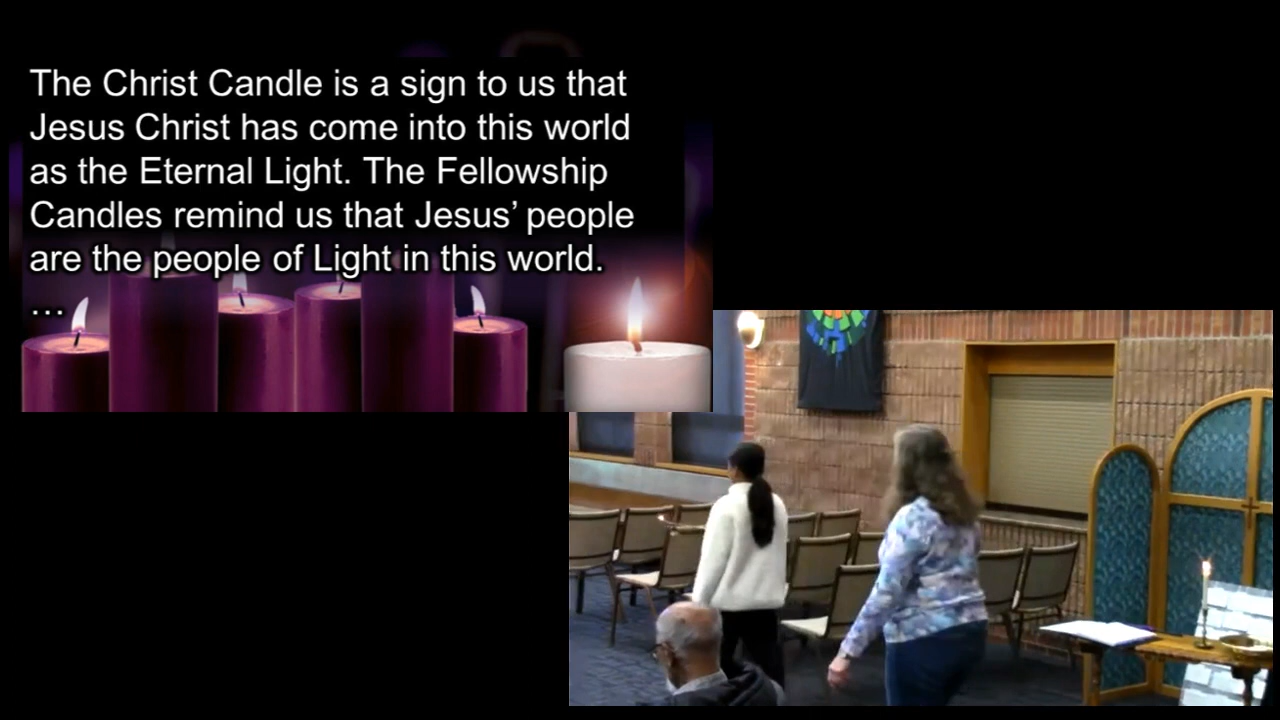 The Christ Candle is a sign to us that
Jesus Christ has come into this world
as the Eternal Light. The Fellowship
Candles remind us that Jesus’ people
are the people of Light in this world.
…